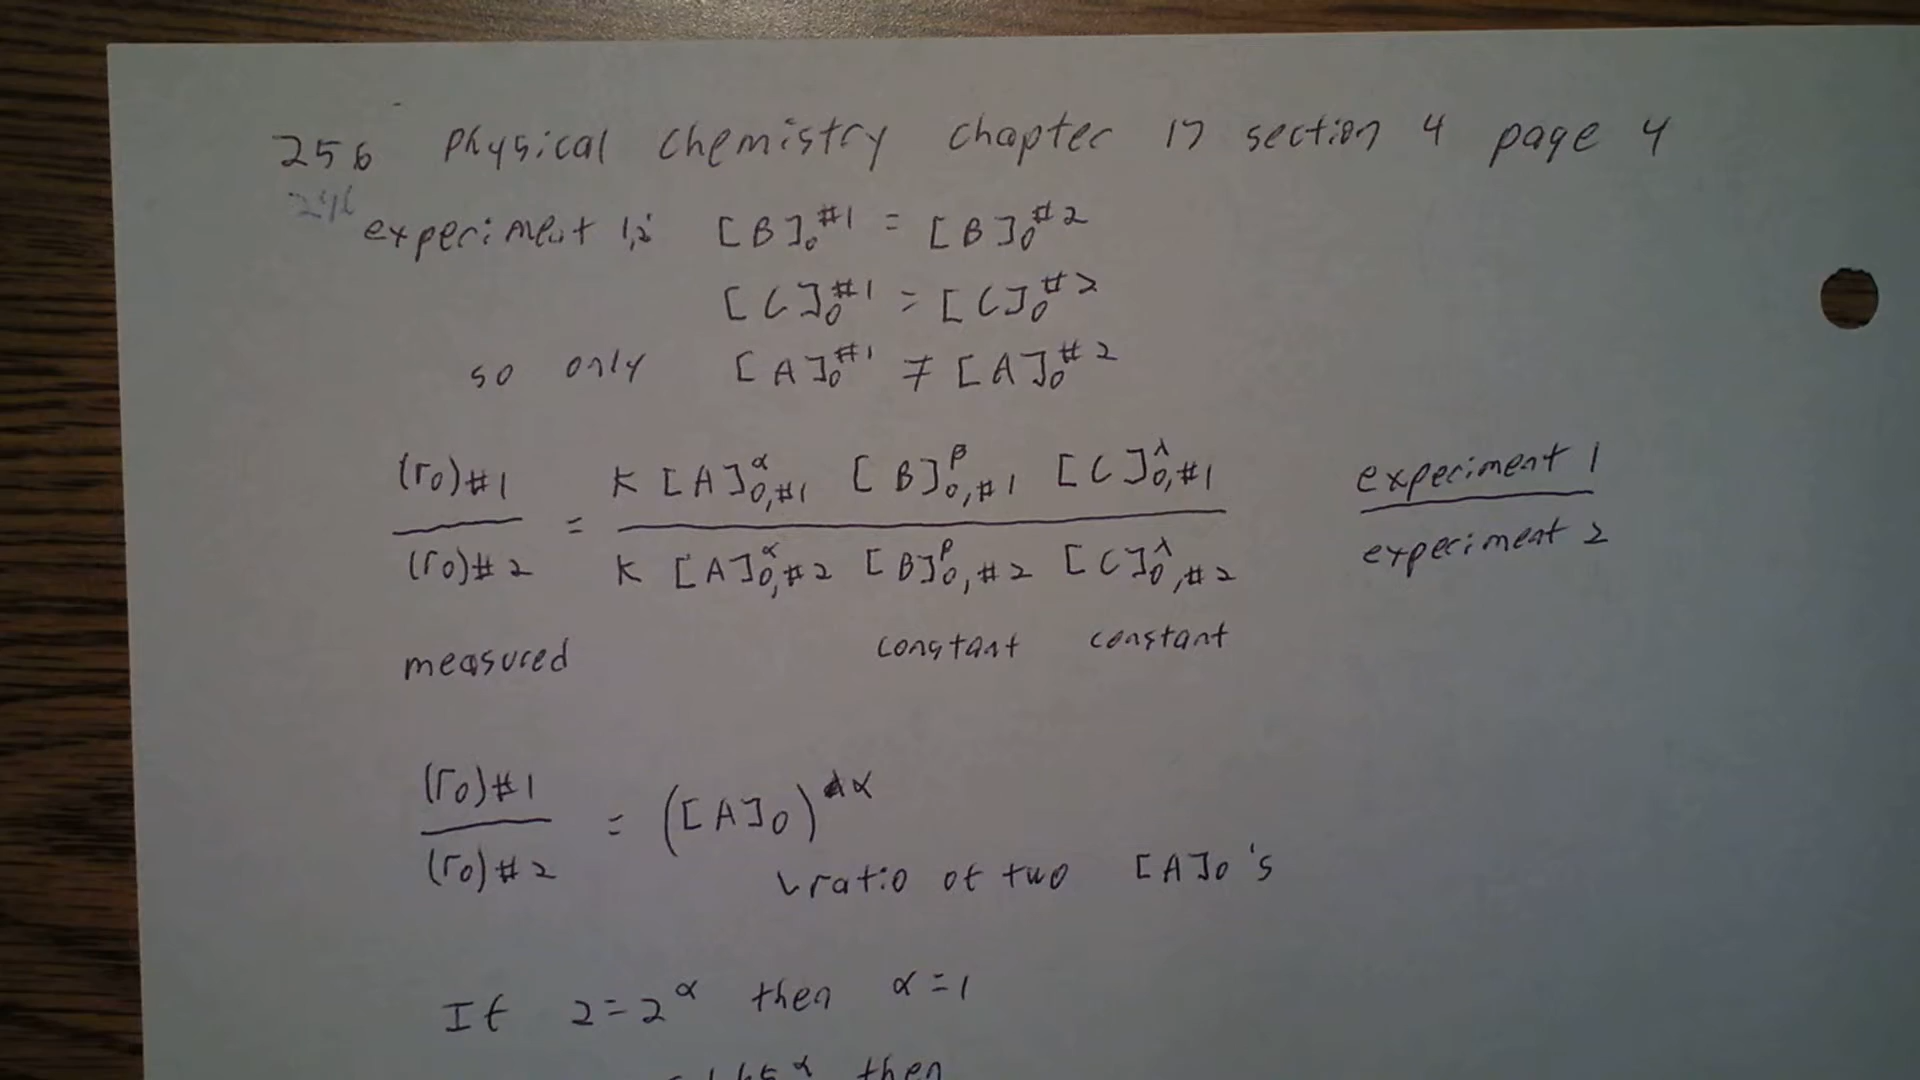 256 Physical Chemistry chapter 17 section 4 page 4
experiment 1,2 [B]₀^#1 = [B]₀^#2
[C]₀^#1 = [C]₀^#2
so only [A]₀^#1 ≠ [A]₀^#2
(r₀)#1 / (r₀)#2 = K [A]^α_0,#1 [B]^β_0,#1 [C]^λ_0,#1 / K [A]^α_0,#2 [B]^β_0,#2 [C]^λ_0,#2 experiment 1 / experiment 2
measured constant constant
(r₀)#1 / (r₀)#2 = ([A]₀)^α
ratio of two [A]₀'s
If 2 = 2^α then α = 1
then